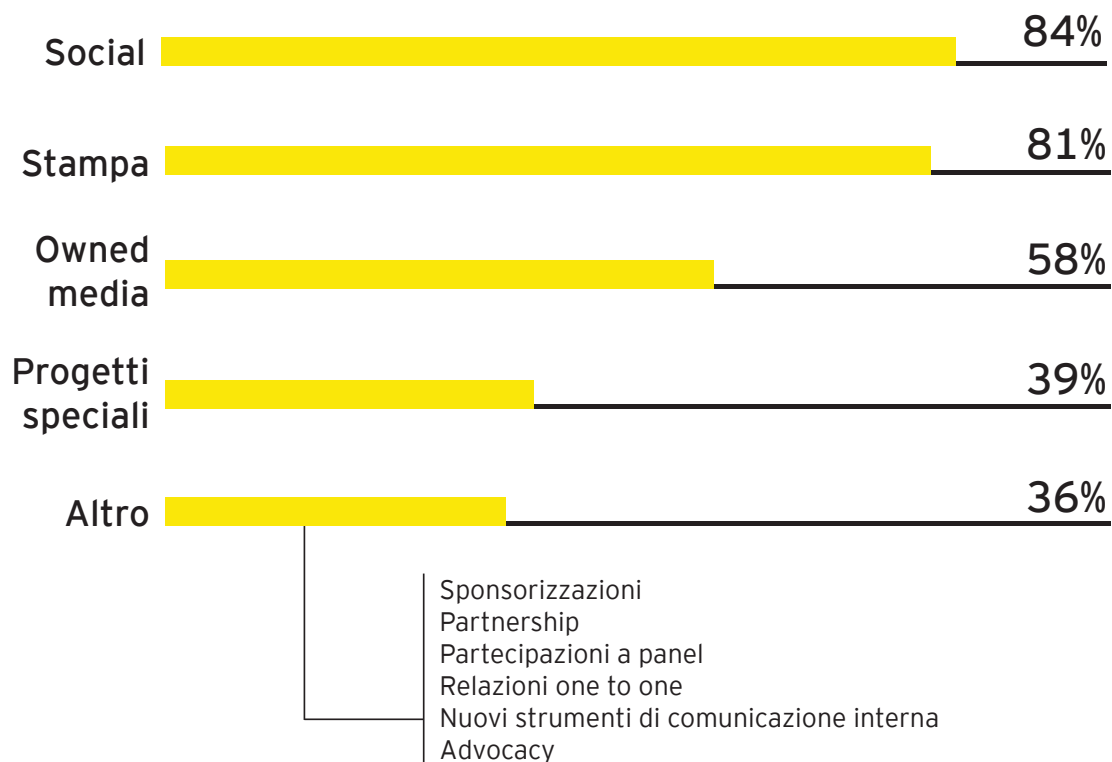 Social 84%
Stampa 81%
Owned
media 58%
Progetti
speciali 39%
Altro 36%
Sponsorizzazioni
Partnership
Partecipazioni a panel
Relazioni one to one
Nuovi strumenti di comunicazione interna
Advocacy